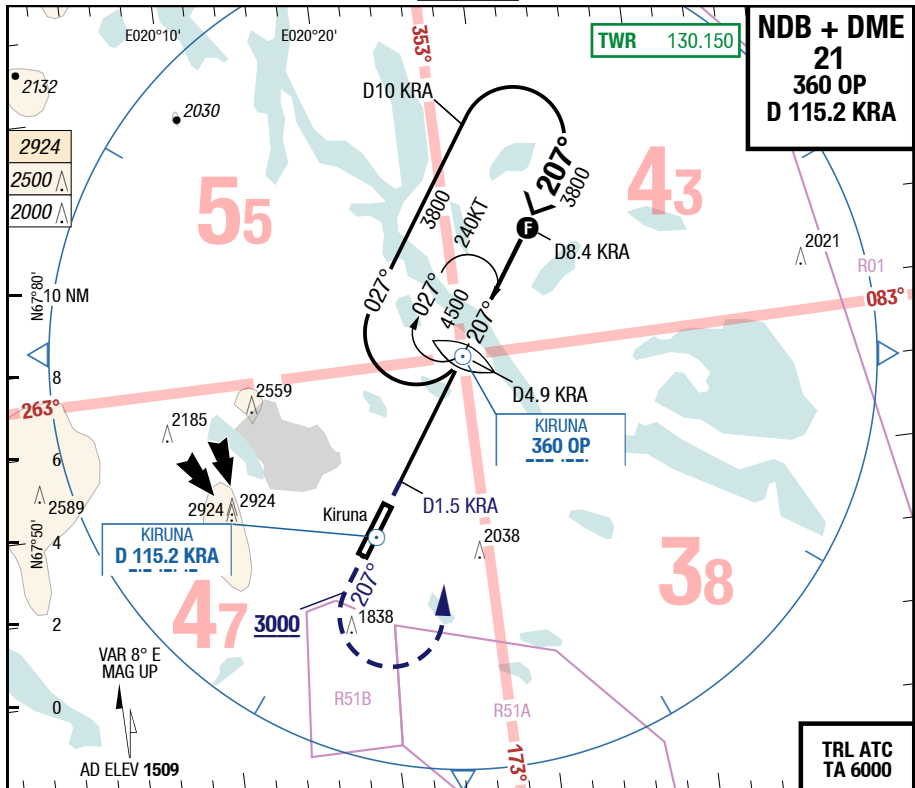 E020°10'
E020°20'
353°
TWR 130.150
NDB + DME
21
360 OP
D 115.2 KRA
2132
2030
D10 KRA
2924
2500
2000
55
43
3800
240KT
< 207°
3800
D8.4 KRA
F
2021
R01
N67°80'
10 NM
027°
027°
4500
207°
083°
8
263°
2559
D4.9 KRA
2185
KIRUNA
360 OP
6
2589
2924
2924
Kiruna
D1.5 KRA
N67°50'
4
KIRUNA
D 115.2 KRA
2038
207°
38
47
3000
1838
2
VAR 8° E
MAG UP
R51B
R51A
0
173°
AD ELEV 1509
TRL ATC
TA 6000